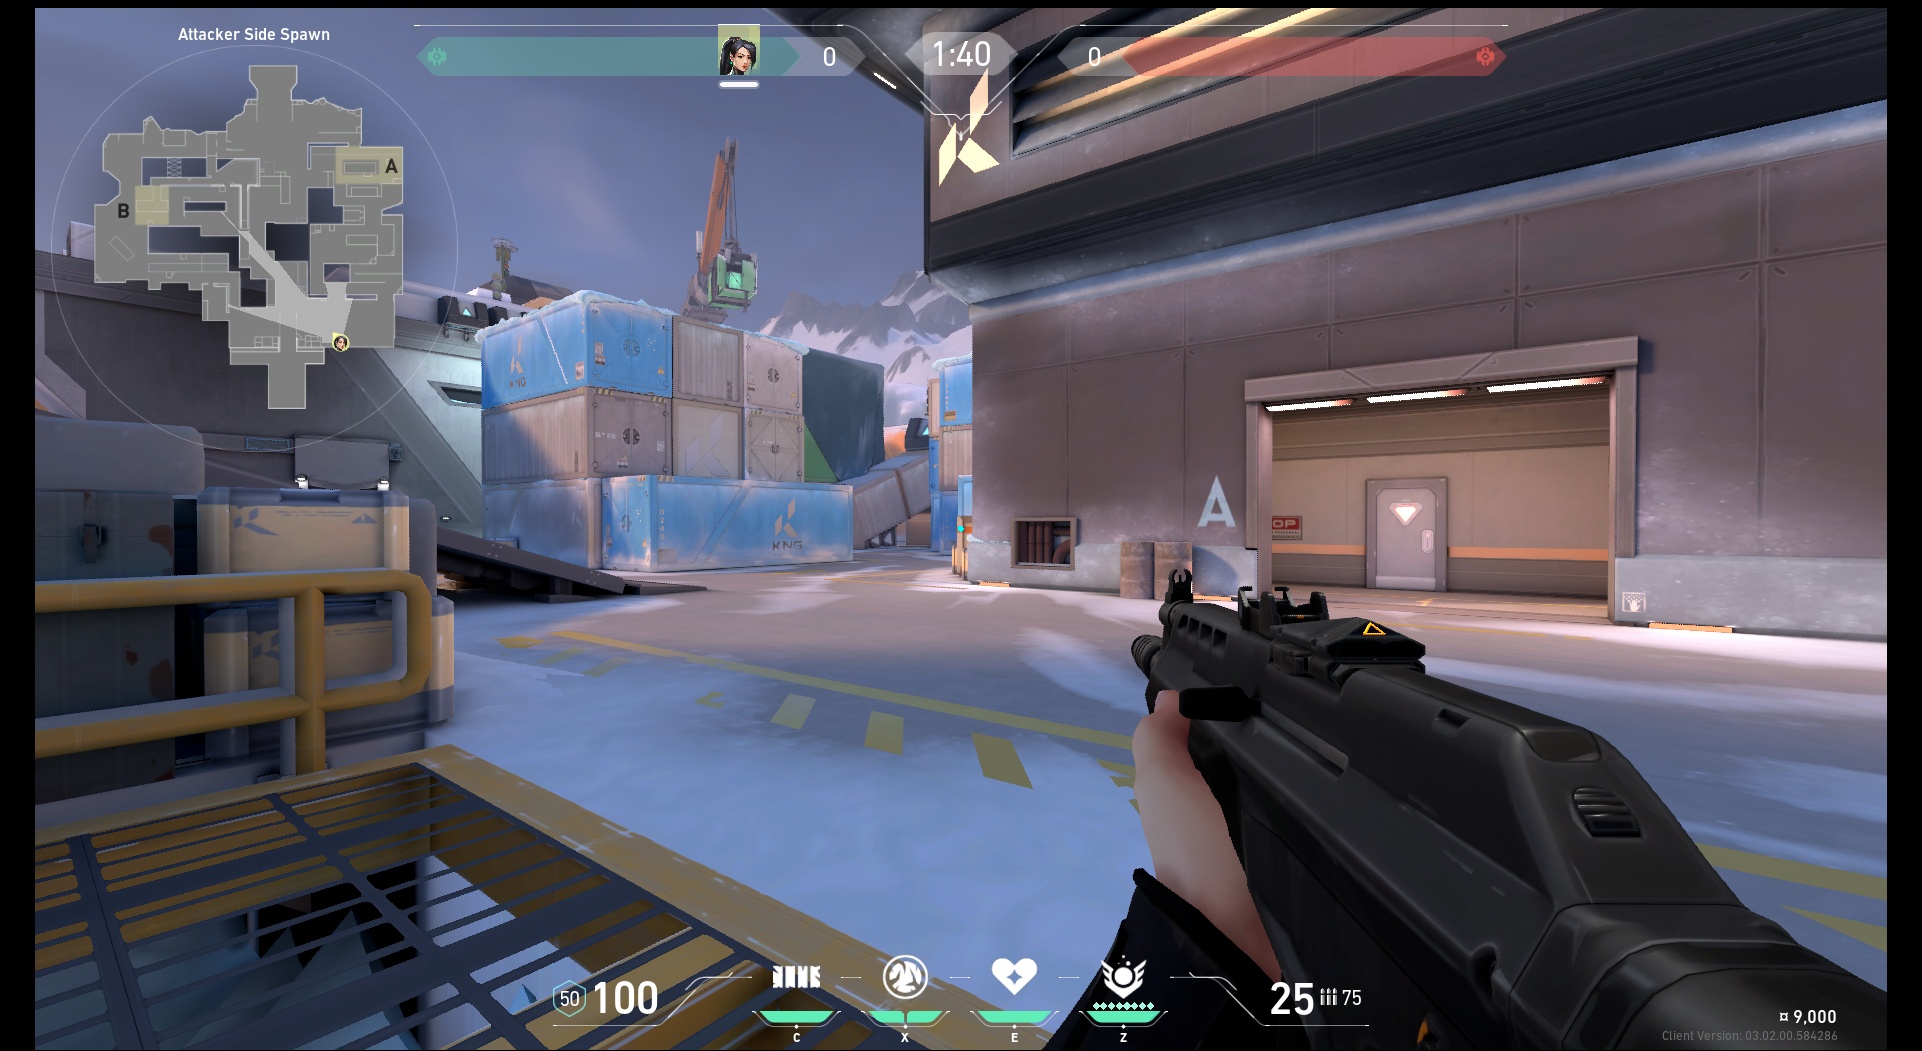 Attacker Side Spawn
0
1:40
0
A
B
KNG
A
OP
KNG
50
100
25
75
C
X
E
Z
¤ 9,000
Client Version: 03.02.00.584286